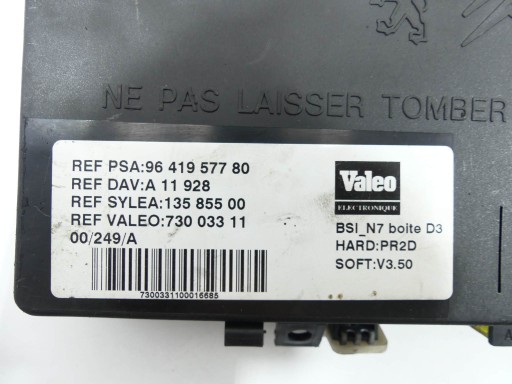 NE PAS LAISSER TOMBER
REF PSA:96 419 577 80
REF DAV:A 11 928
REF SYLEA:135 855 00
REF VALEO:730 033 11
00/249/A
7300331100016685
Valeo
ELECTRONIQUE
BSI_N7 boite D3
HARD:PR2D
SOFT:V3.50
A